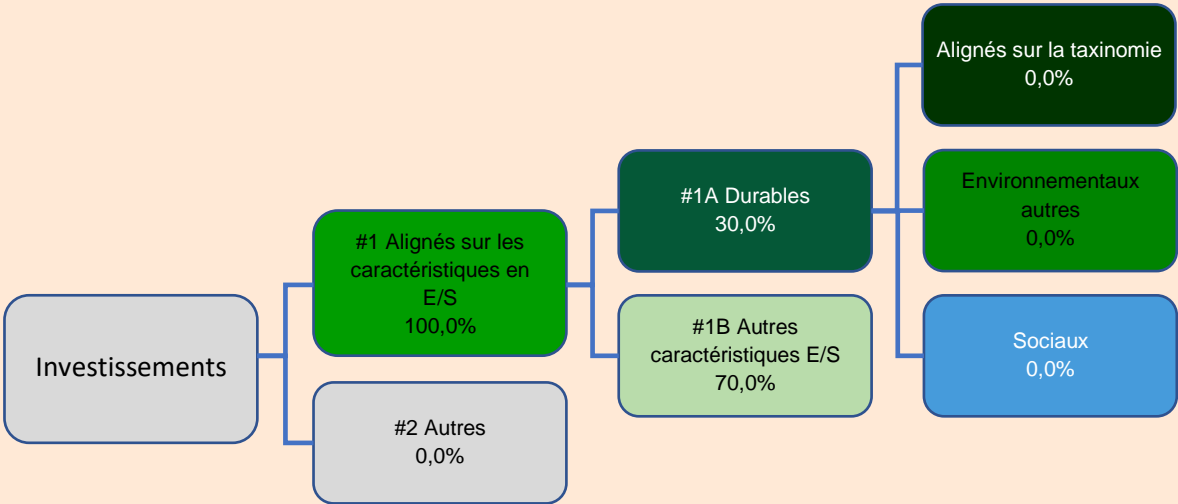 Investissements
#1 Alignés sur les
caractéristiques en
E/S
100,0%
#2 Autres
0,0%
#1A Durables
30,0%
#1B Autres
caractéristiques E/S
70,0%
Alignés sur la taxinomie
0,0%
Environnementaux
autres
0,0%
Sociaux
0,0%